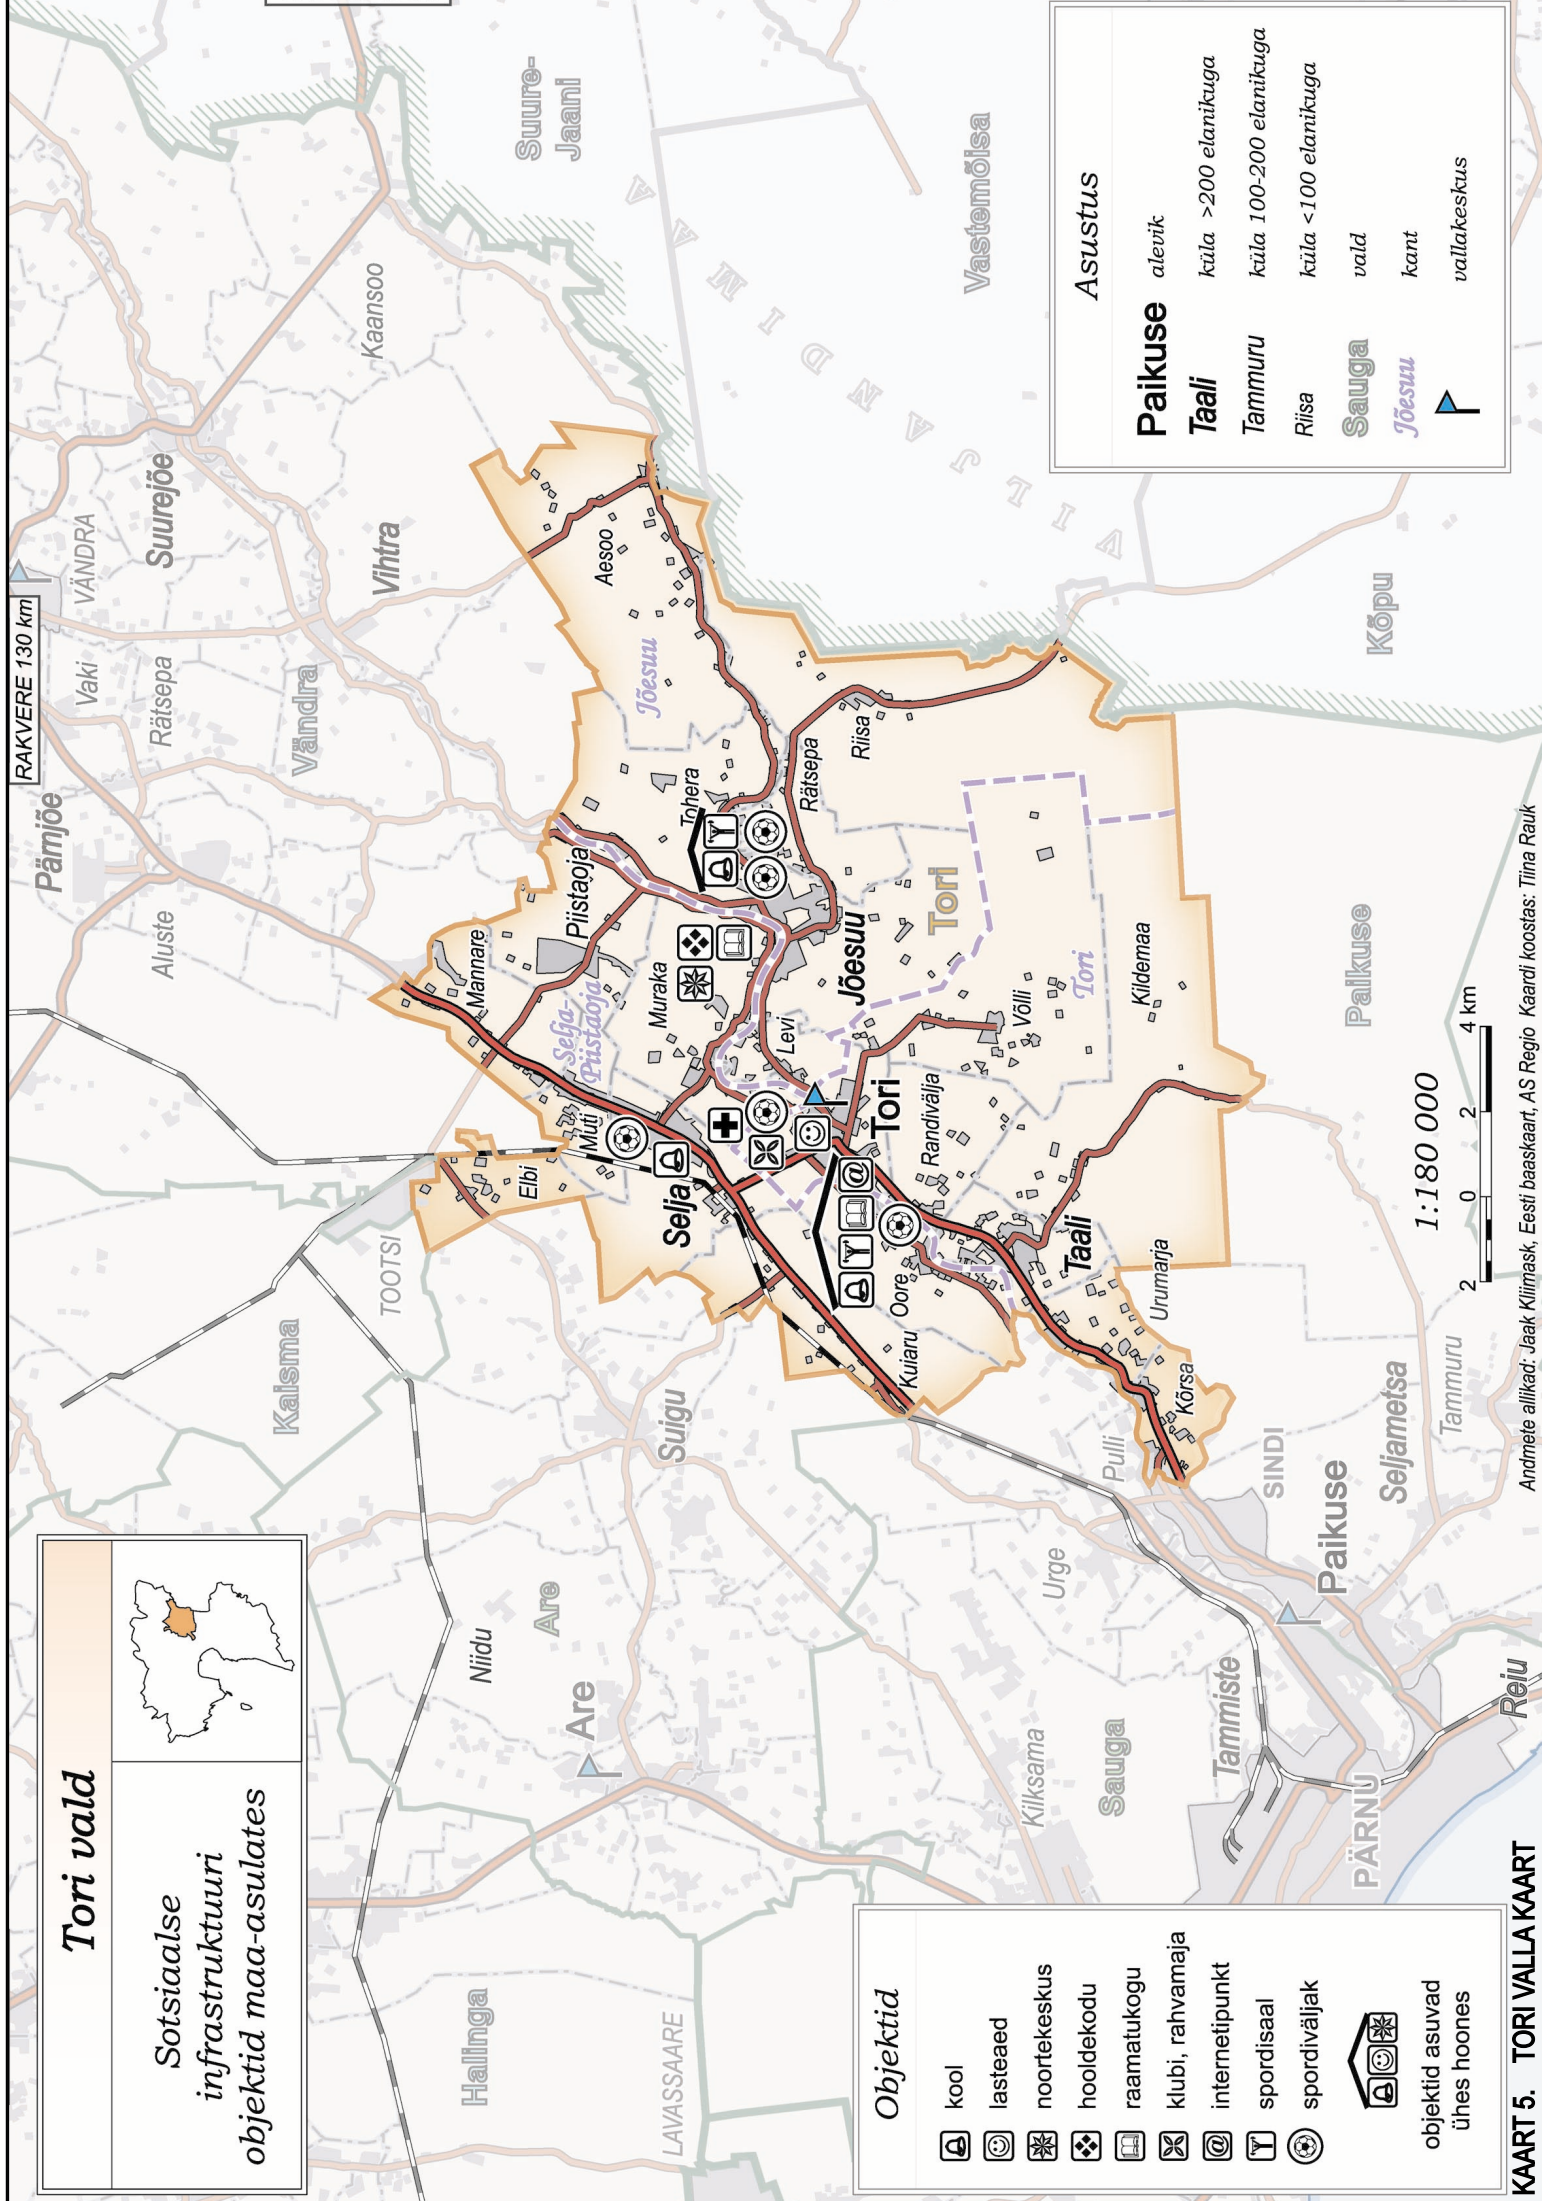 Tori vald
Sotsiaalse
infrastruktuuri
objektid maa-asulates
RAKVERE 130 km
Pämjõe
Aluste
Vaki
Rätsepa
VÄNDRA
Suurejõe
Vändra
Vihtra
Kaansoo
Suure-
Jaani
Vastemõisa
VILJANDIMAA
Kõpu
Kaisma
TOOTSI
Niidu
Are
Are
Suigu
Halinga
LAVASSAARE
Urge
Pulli
Kilksama
Sauga
Tammiste
PÄRNU
SINDI
Paikuse
Reiu
Seljametsa
Tammuru
Paikuse
Mannare
Piistaoja
Selja-
Piistaoja
Muti
Elbi
Selja
Muraka
Levi
Tohera
Jõesuu
Aesoo
Rätsepa
Riisa
Jõesuu
Tori
Tori
Tori
Võlli
Kildemaa
Randivälja
Oore
Kuiaru
Taali
Urumarja
Kõrsa
Objektid
kool
lasteaed
noortekeskus
hooldekodu
raamatukogu
klubi, rahvamaja
@ internetipunkt
spordisaal
spordiväljak
objektid asuvad
ühes hoones
Asustus
Paikuse alevik
Taali küla >200 elanikuga
Tammuru küla 100-200 elanikuga
Riisa küla <100 elanikuga
Sauga vald
Jõesuu kant
vallakeskus
1:180 000
2 0 2 4 km
Andmete allikad: Jaak Kliimask, Eesti baaskaart, AS Regio Kaardi koostas: Tiina Rauk
KAART 5. TORI VALLA KAART